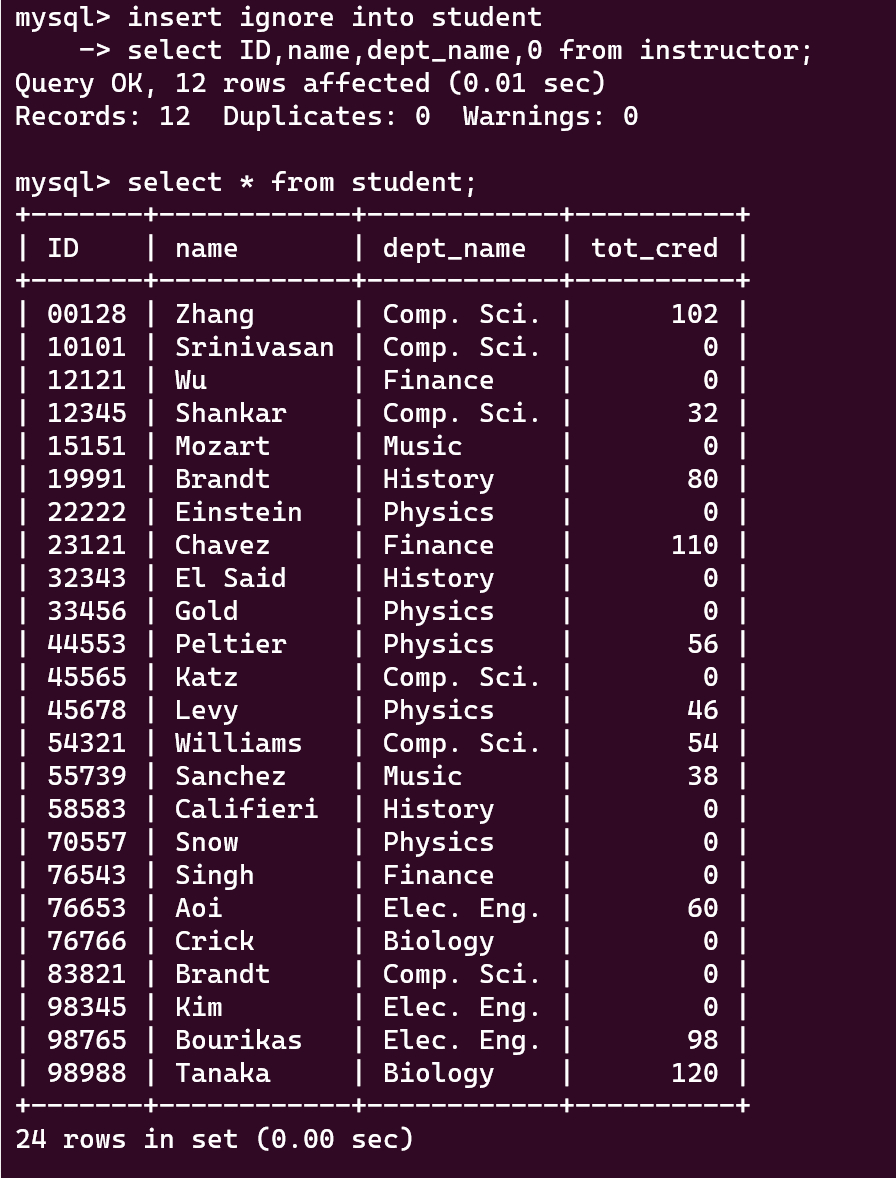 mysql> insert ignore into student
    -> select ID,name,dept_name,0 from instructor;
Query OK, 12 rows affected (0.01 sec)
Records: 12  Duplicates: 0  Warnings: 0

mysql> select * from student;
+-------+------------+------------+----------+
| ID    | name       | dept_name  | tot_cred |
+-------+------------+------------+----------+
| 00128 | Zhang      | Comp. Sci. |      102 |
| 10101 | Srinivasan | Comp. Sci. |        0 |
| 12121 | Wu         | Finance    |        0 |
| 12345 | Shankar    | Comp. Sci. |       32 |
| 15151 | Mozart     | Music      |        0 |
| 19991 | Brandt     | History    |       80 |
| 22222 | Einstein   | Physics    |        0 |
| 23121 | Chavez     | Finance    |      110 |
| 32343 | El Said    | History    |        0 |
| 33456 | Gold       | Physics    |        0 |
| 44553 | Peltier    | Physics    |       56 |
| 45565 | Katz       | Comp. Sci. |        0 |
| 45678 | Levy       | Physics    |       46 |
| 54321 | Williams   | Comp. Sci. |       54 |
| 55739 | Sanchez    | Music      |       38 |
| 58583 | Califieri  | History    |        0 |
| 70557 | Snow       | Physics    |        0 |
| 76543 | Singh      | Finance    |        0 |
| 76653 | Aoi        | Elec. Eng. |       60 |
| 76766 | Crick      | Biology    |        0 |
| 83821 | Brandt     | Comp. Sci. |        0 |
| 98345 | Kim        | Elec. Eng. |        0 |
| 98765 | Bourikas   | Elec. Eng. |       98 |
| 98988 | Tanaka     | Biology    |      120 |
+-------+------------+------------+----------+
24 rows in set (0.00 sec)